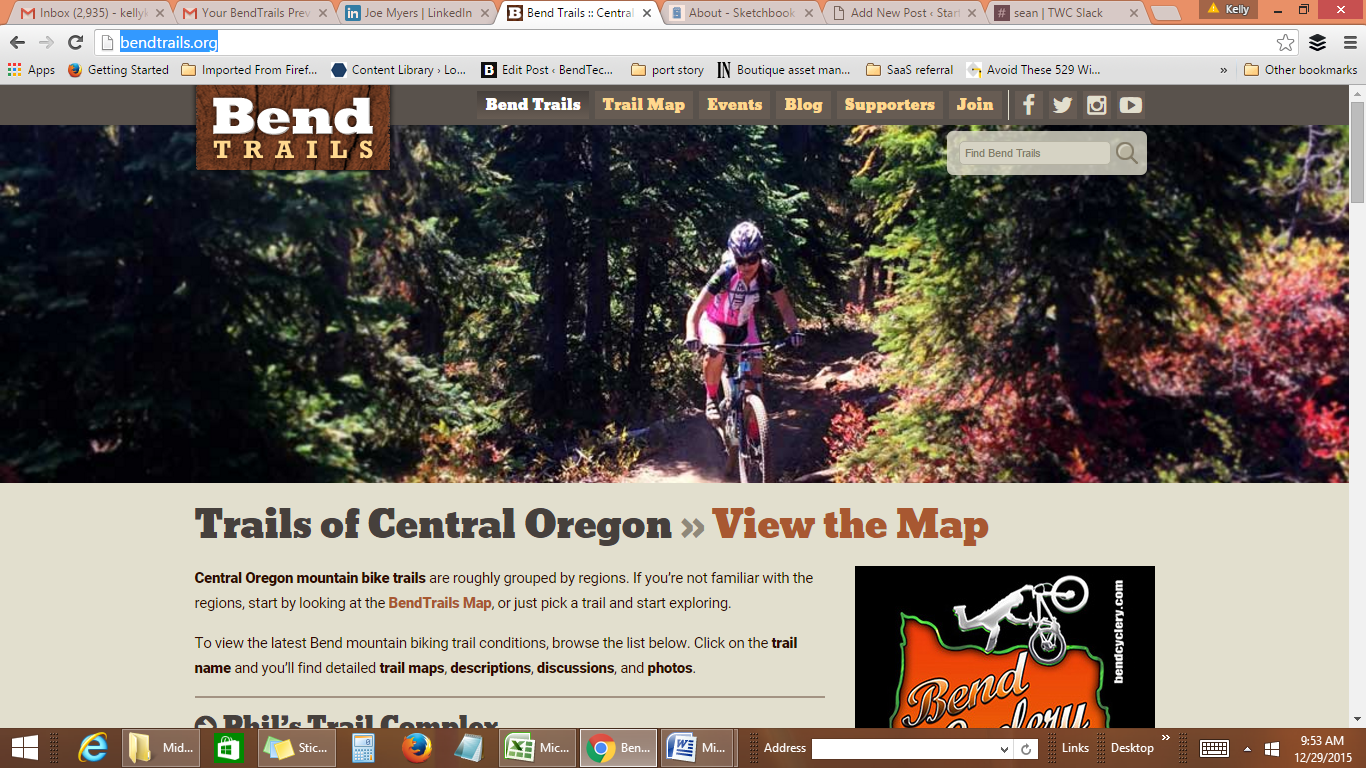 Inbox (2,935) - kellyk
Your BendTrails Prev
Joe Myers | LinkedIn
Bend Trails :: Central
About - Sketchbook
Add New Post ‹ Start
sean | TWC Slack
Kelly
bendtrails.org
Apps
Getting Started
Imported From Firef...
Content Library › Lo...
Edit Post ‹ BendTec...
port story
Boutique asset man...
SaaS referral
Avoid These 529 Wi...
»
Other bookmarks
Bend
TRAILS
Bend Trails
Trail Map
Events
Blog
Supporters
Join
Find Bend Trails
Trails of Central Oregon » View the Map
Central Oregon mountain bike trails are roughly grouped by regions. If you're not familiar with the
regions, start by looking at the BendTrails Map, or just pick a trail and start exploring.
To view the latest Bend mountain biking trail conditions, browse the list below. Click on the trail
name and you'll find detailed trail maps, descriptions, discussions, and photos.
Phil's Trail Complex
bendcyclery.com
Bend
Cyclery
Mid...
Stic...
Mic...
Ben...
Mi...
Address
Links
Desktop
»
9:53 AM
12/29/2015